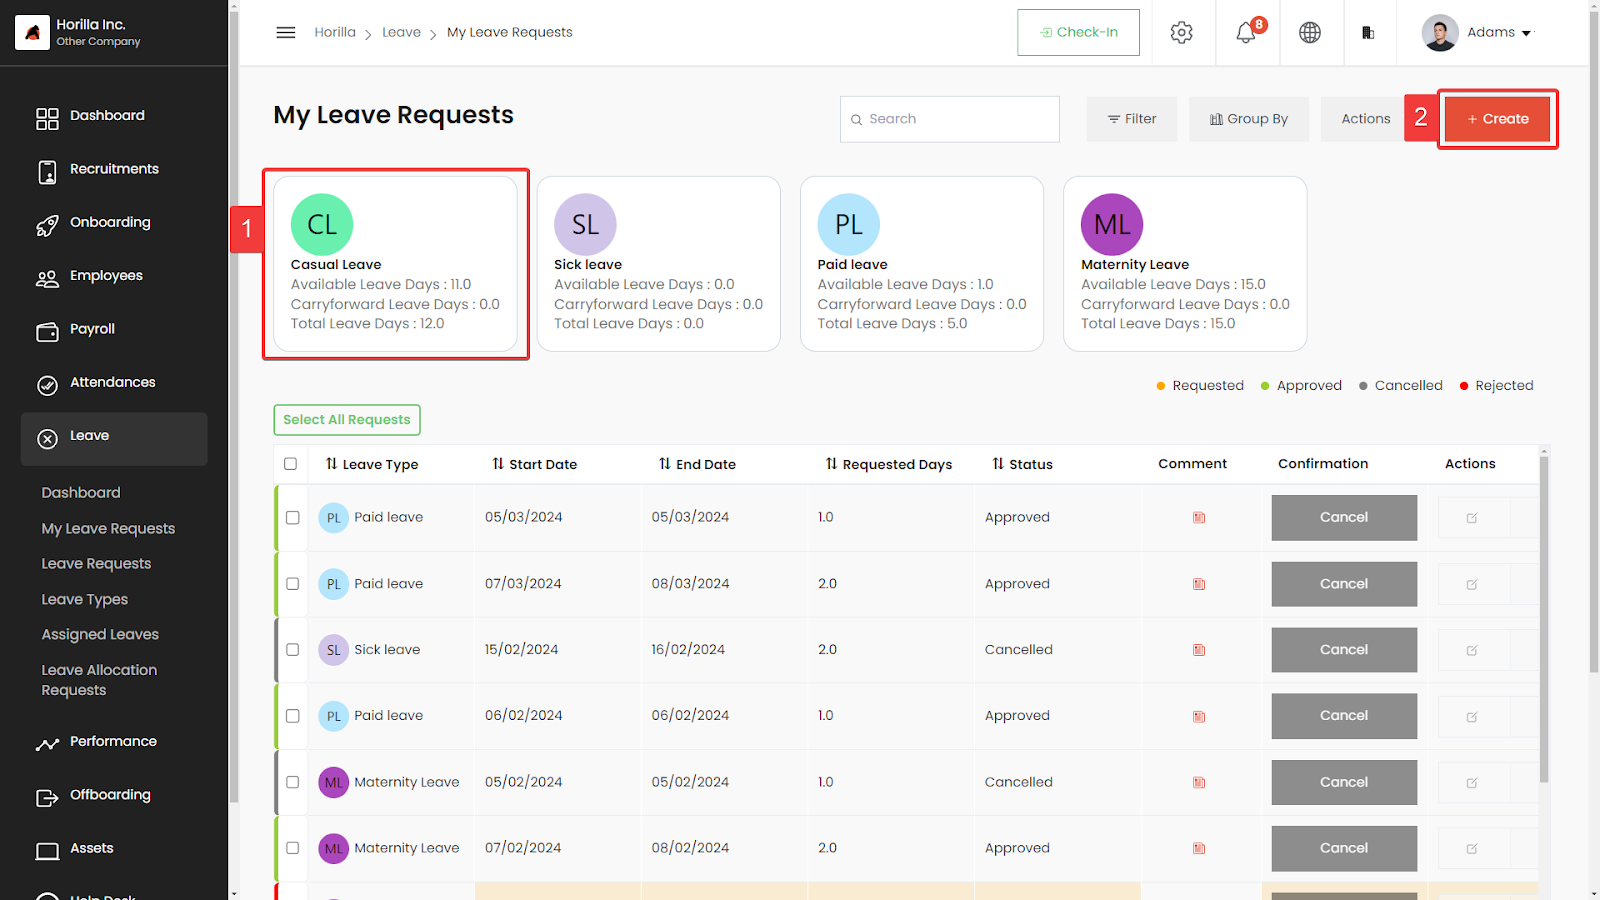 Horilla Inc.
Other Company
Horilla > Leave > My Leave Requests
Check-In
8
Adams
Dashboard
Recruitments
Onboarding
Employees
Payroll
Attendances
Leave
Dashboard
My Leave Requests
Leave Requests
Leave Types
Assigned Leaves
Leave Allocation
Requests
Performance
Offboarding
Assets
My Leave Requests
Search
Filter
Group By
Actions
2
+ Create
1
CL
Casual Leave
Available Leave Days : 11.0
Carryforward Leave Days : 0.0
Total Leave Days : 12.0
SL
Sick leave
Available Leave Days : 0.0
Carryforward Leave Days : 0.0
Total Leave Days : 0.0
PL
Paid leave
Available Leave Days : 1.0
Carryforward Leave Days : 0.0
Total Leave Days : 5.0
ML
Maternity Leave
Available Leave Days : 15.0
Carryforward Leave Days : 0.0
Total Leave Days : 15.0
Requested Approved Cancelled Rejected
Select All Requests
Leave Type Start Date End Date Requested Days Status Comment Confirmation Actions
PL Paid leave 05/03/2024 05/03/2024 1.0 Approved Cancel
PL Paid leave 07/03/2024 08/03/2024 2.0 Approved Cancel
SL Sick leave 15/02/2024 16/02/2024 2.0 Cancelled Cancel
PL Paid leave 06/02/2024 06/02/2024 1.0 Approved Cancel
ML Maternity Leave 05/02/2024 05/02/2024 1.0 Cancelled Cancel
ML Maternity Leave 07/02/2024 08/02/2024 2.0 Approved Cancel